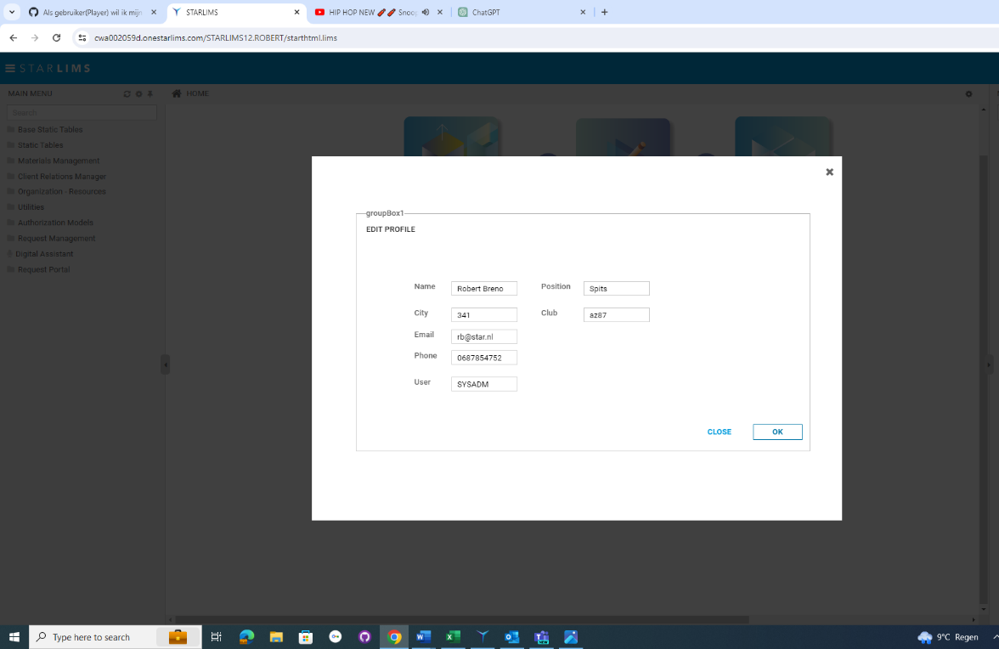 Als gebruiker(Player) wil ik mijn
STARLIMS
HIP HOP NEW 🧨🧨 Snoop
ChatGPT
cwa002059d.onestarlims.com/STARLIMS12.ROBERT/starthtml.lims
STARLIMS
MAIN MENU
HOME
Search
Base Static Tables
Static Tables
Materials Management
Client Relations Manager
Organization - Resources
Utilities
Authorization Models
Request Management
Digital Assistant
Request Portal
groupBox1
EDIT PROFILE
Name Robert Breno Position Spits
City 341 Club az87
Email rb@star.nl
Phone 0687854752
User SYSADM
CLOSE OK
Type here to search
9°C Regen